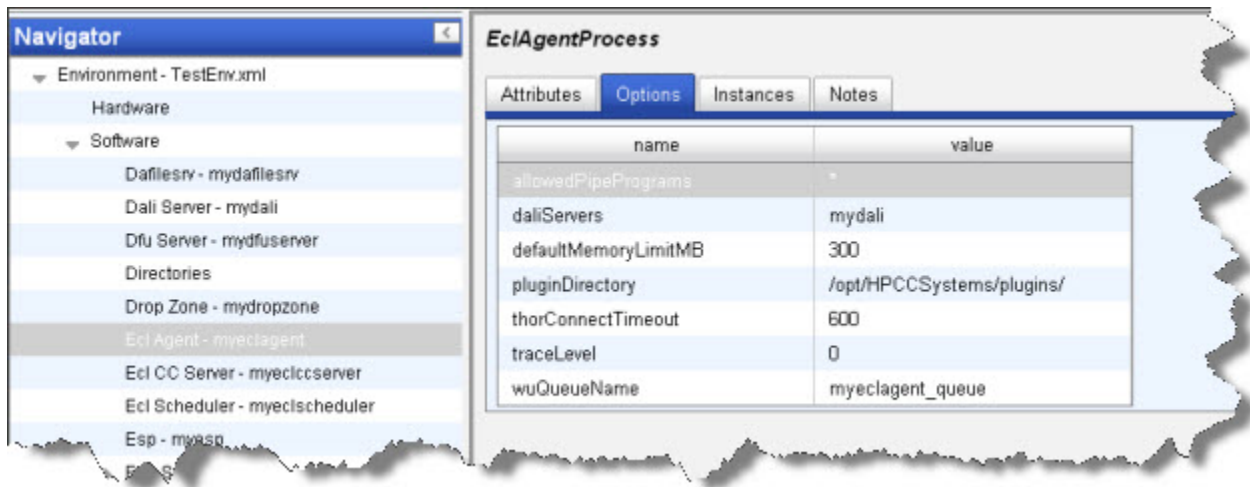 Navigator
Environment - TestEnv.xml
Hardware
Software
Dafilesrv - mydafilesrv
Dali Server - mydali
Dfu Server - mydfuserver
Directories
Drop Zone - mydropzone
Ecl Agent - myeclagent
Ecl CC Server - myeclccserver
Ecl Scheduler - myeclscheduler
Esp - myesp
EclAgentProcess
Attributes Options Instances Notes
name value
allowedPipePrograms *
daliServers mydali
defaultMemoryLimitMB 300
pluginDirectory /opt/HPCCSystems/plugins/
thorConnectTimeout 600
traceLevel 0
wuQueueName myeclagent_queue